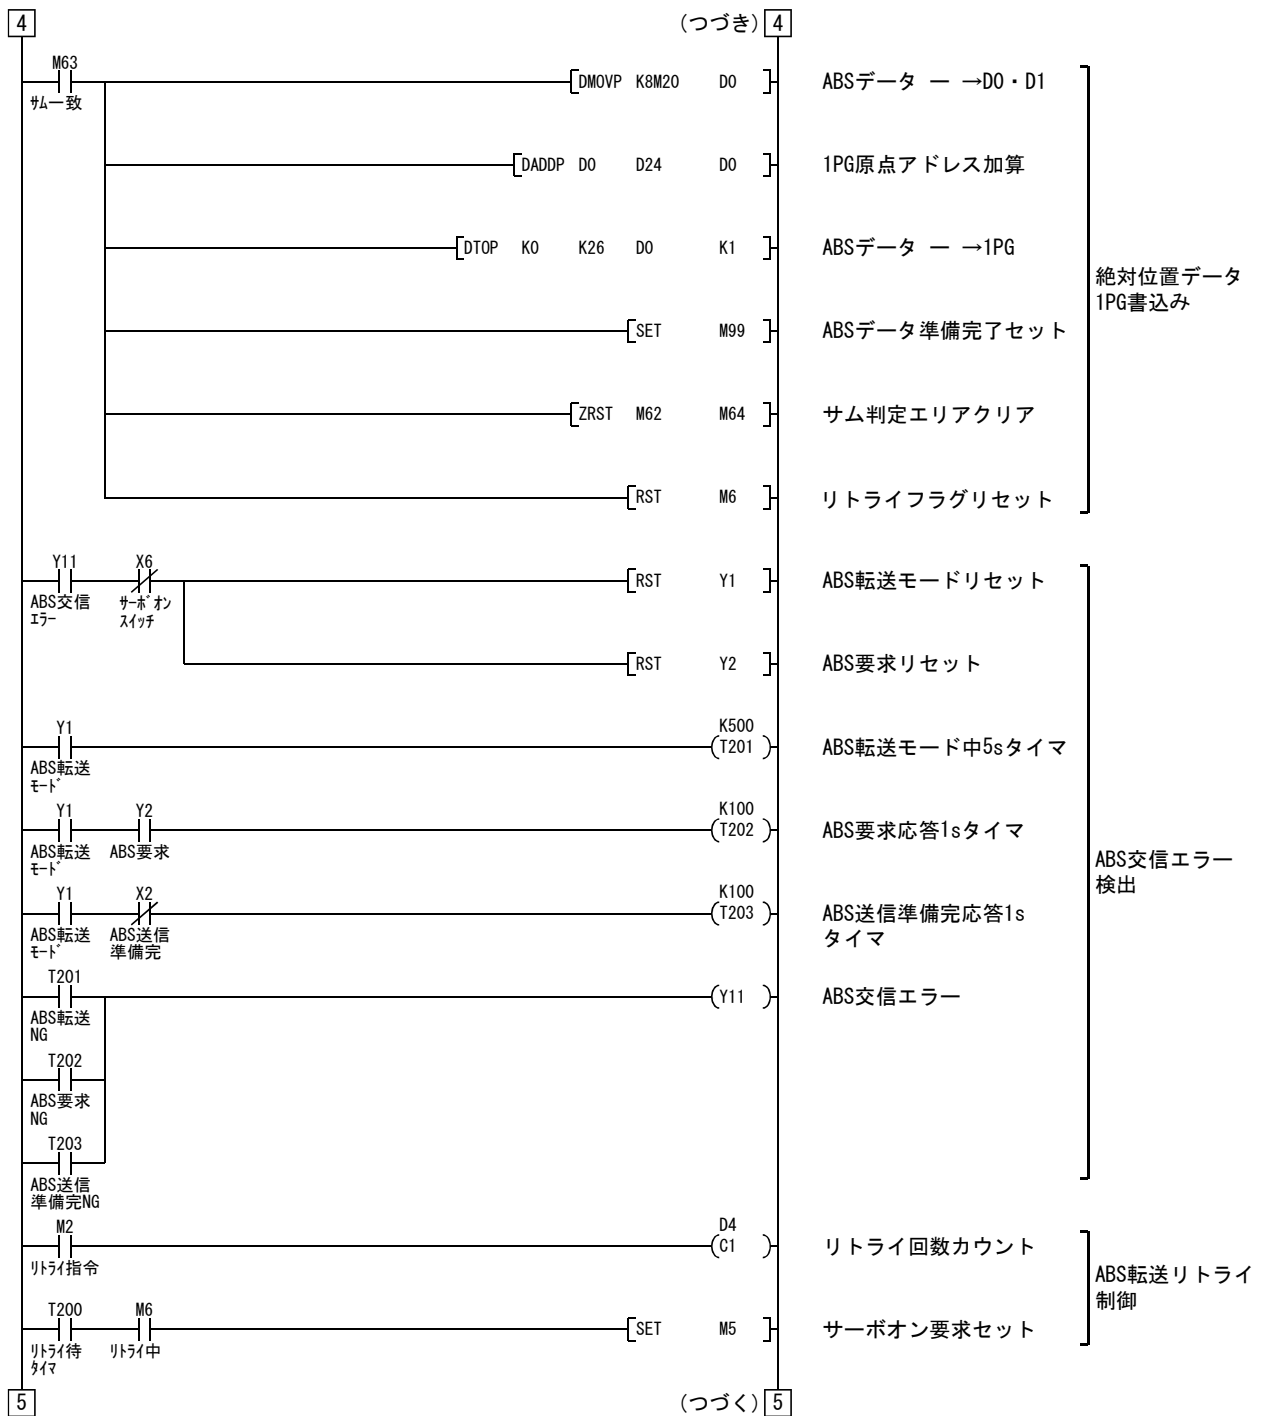 4 (つづき) 4
M63
サム一致
DMOVP K8M20 D0 ABSデータ ー →D0・D1
DADDP D0 D24 D0 1PG原点アドレス加算
DTOP K0 K26 D0 K1 ABSデータ ー →1PG
絶対位置データ
1PG書込み
SET M99 ABSデータ準備完了セット
ZRST M62 M64 サム判定エリアクリア
RST M6 リトライフラグリセット
Y11 X6
ABS交信
エラー
サーボオン
スイッチ
RST Y1 ABS転送モードリセット
RST Y2 ABS要求リセット
Y1
ABS転送
モード
K500
T201 ABS転送モード中5sタイマ
Y1 Y2
ABS転送
モード
ABS要求
K100
T202 ABS要求応答1sタイマ
ABS交信エラー
検出
Y1 X2
ABS転送
モード
ABS送信
準備完
K100
T203 ABS送信準備完応答1s
タイマ
T201
ABS転送
NG
Y11 ABS交信エラー
T202
ABS要求
NG
T203
ABS送信
準備完NG
M2
リトライ指令
D4
C1 リトライ回数カウント
ABS転送リトライ
制御
T200 M6
リトライ待
タイマ
リトライ中
SET M5 サーボオン要求セット
5 (つづく) 5